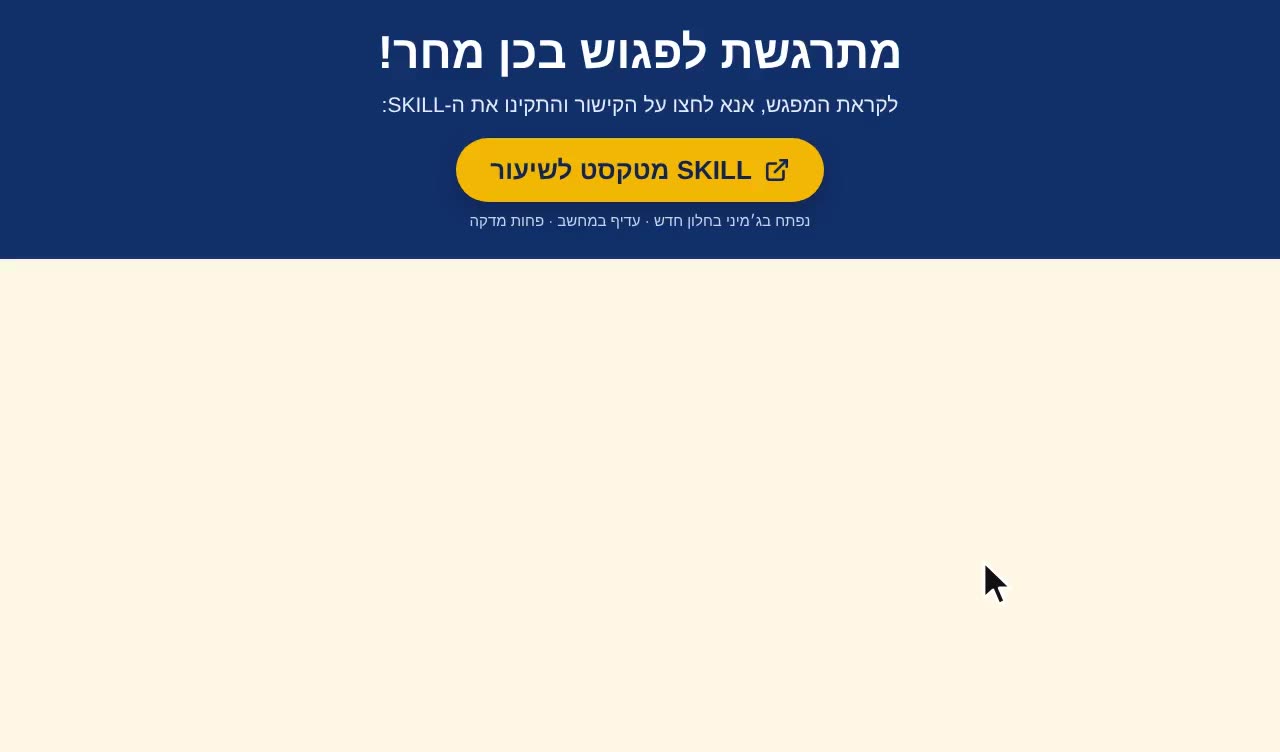 מתרגשת לפגוש בכן מחר!
לקראת המפגש, אנא לחצו על הקישור והתקינו את ה-SKILL:
SKILL מטקסט לשיעור
נפתח בג׳מיני בחלון חדש · עדיף במחשב · פחות מדקה